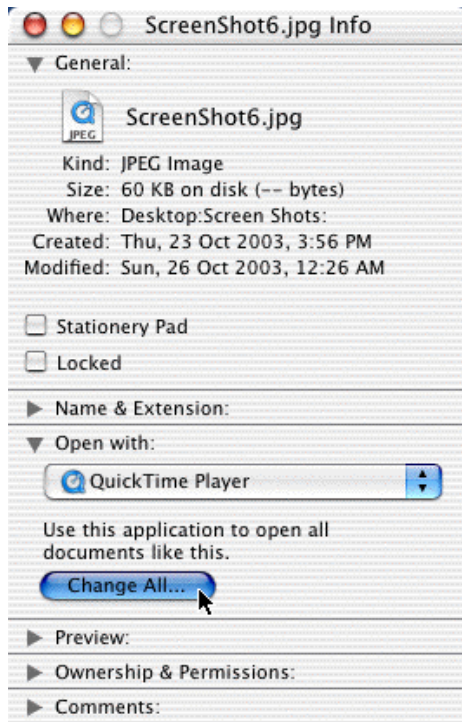 ScreenShot6.jpg Info
General:
JPEG
ScreenShot6.jpg
Kind: JPEG Image
Size: 60 KB on disk (-- bytes)
Where: Desktop:Screen Shots:
Created: Thu, 23 Oct 2003, 3:56 PM
Modified: Sun, 26 Oct 2003, 12:26 AM
Stationery Pad
Locked
Name & Extension:
Open with:
QuickTime Player
Use this application to open all
documents like this.
Change All...
Preview:
Ownership & Permissions:
Comments: